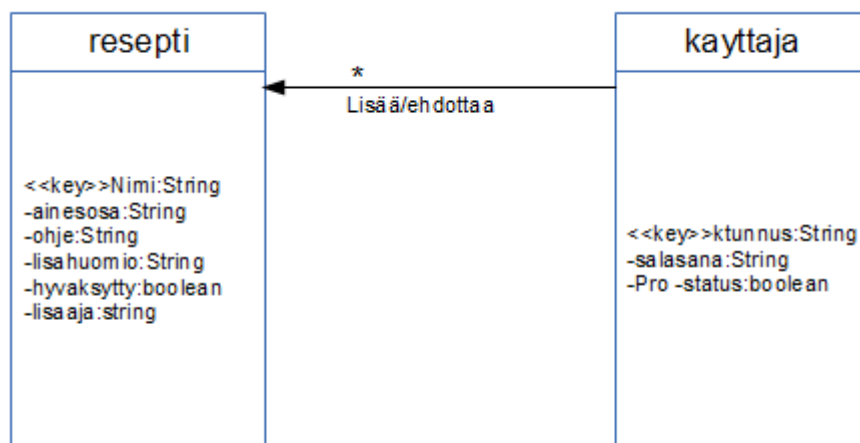 resepti
kayttaja
*
Lisää/ehdottaa
<<key>>Nimi:String
-ainesosa:String
-ohje:String
-lisahuomio:String
-hyvaksytty:boolean
-lisaaja:string
<<key>>ktunnus:String
-salasana:String
-Pro -status:boolean